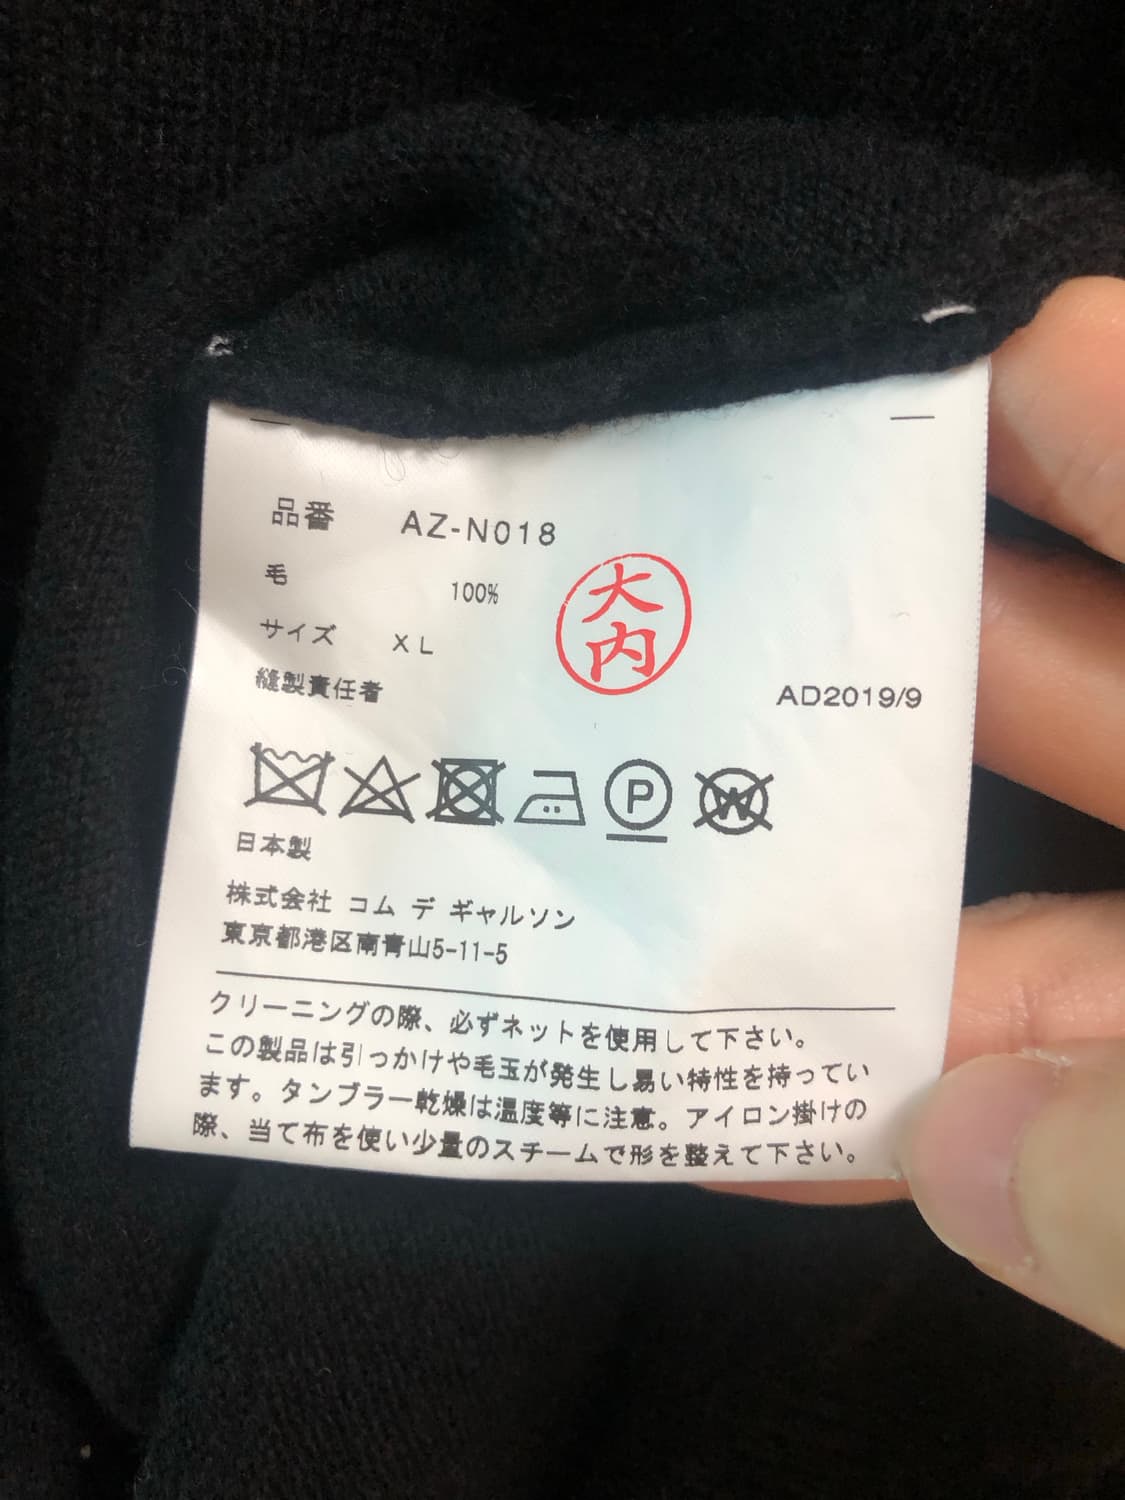 品番 AZ-N018
毛 100%
サイズ XL
縫製責任者
大内
AD2019/9
P
W
日本製
株式会社 コム デ ギャルソン
東京都港区南青山5-11-5
クリーニングの際、必ずネットを使用して下さい。
この製品は引っかけや毛玉が発生し易い特性を持ってい
ます。タンブラー乾燥は温度等に注意。アイロン掛けの
際、当て布を使い少量のスチームで形を整えて下さい。